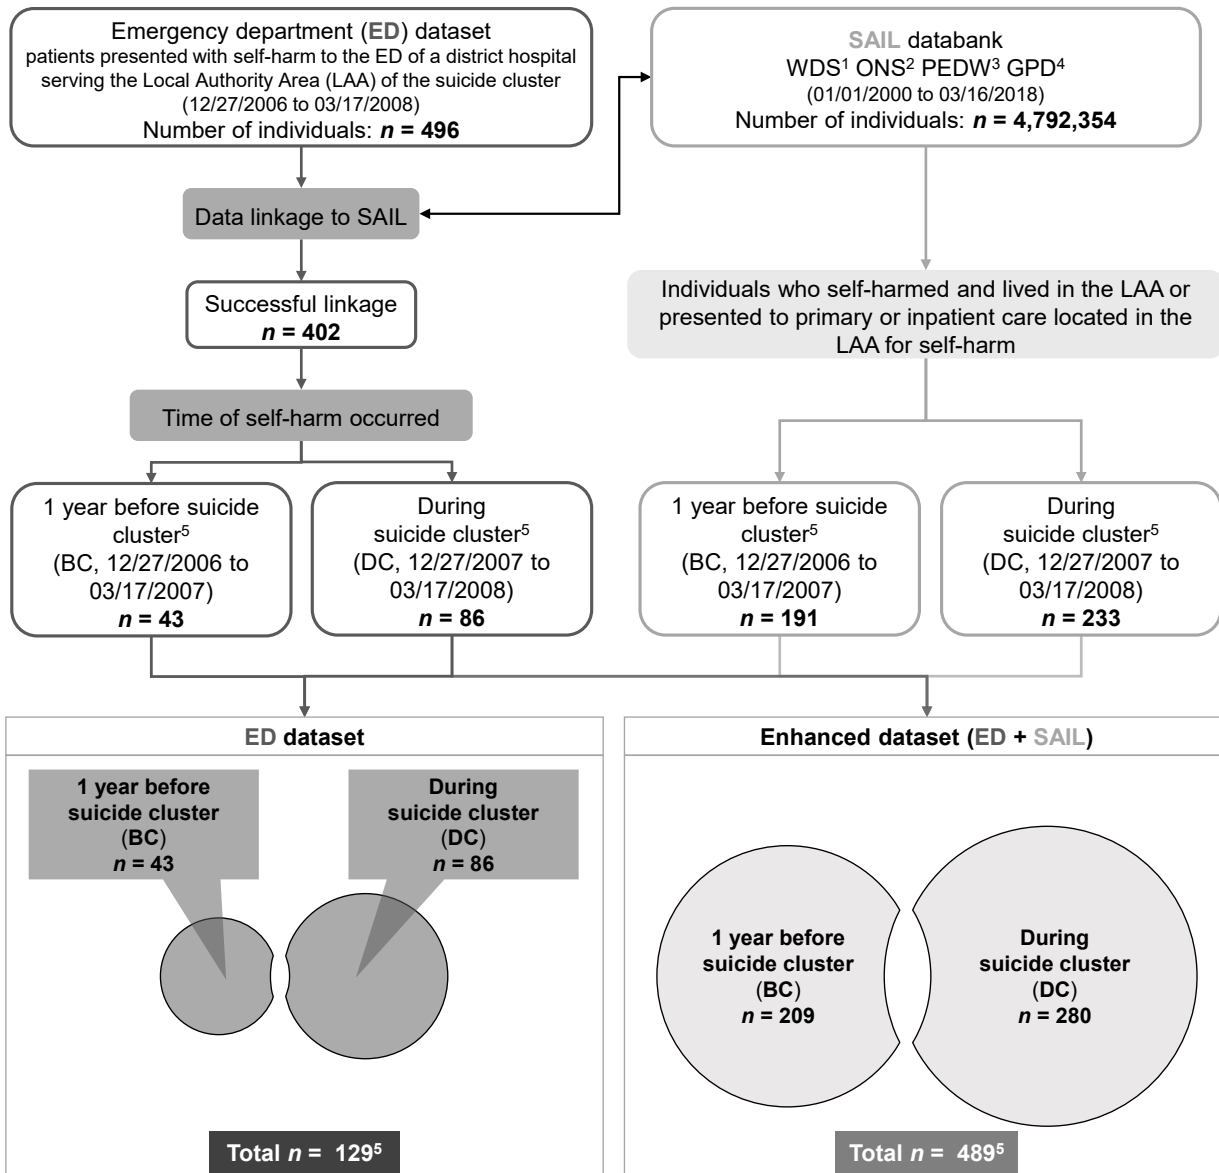 Emergency department (ED) dataset
patients presented with self-harm to the ED of a district hospital
serving the Local Authority Area (LAA) of the suicide cluster
(12/27/2006 to 03/17/2008)
Number of individuals: n = 496
SAIL databank
WDS¹ ONS² PEDW³ GPD⁴
(01/01/2000 to 03/16/2018)
Number of individuals: n = 4,792,354
Data linkage to SAIL
Successful linkage
n = 402
Individuals who self-harmed and lived in the LAA or
presented to primary or inpatient care located in the
LAA for self-harm
Time of self-harm occurred
1 year before suicide
cluster⁵
(BC, 12/27/2006 to
03/17/2007)
n = 43
During
suicide cluster⁵
(DC, 12/27/2007 to
03/17/2008)
n = 86
1 year before suicide
cluster⁵
(BC, 12/27/2006 to
03/17/2007)
n = 191
During
suicide cluster⁵
(DC, 12/27/2007 to
03/17/2008)
n = 233
ED dataset
1 year before
suicide cluster
(BC)
n = 43
During
suicide cluster
(DC)
n = 86
Total n = 129⁵
Enhanced dataset (ED + SAIL)
1 year before
suicide cluster
(BC)
n = 209
During
suicide cluster
(DC)
n = 280
Total n = 489⁵